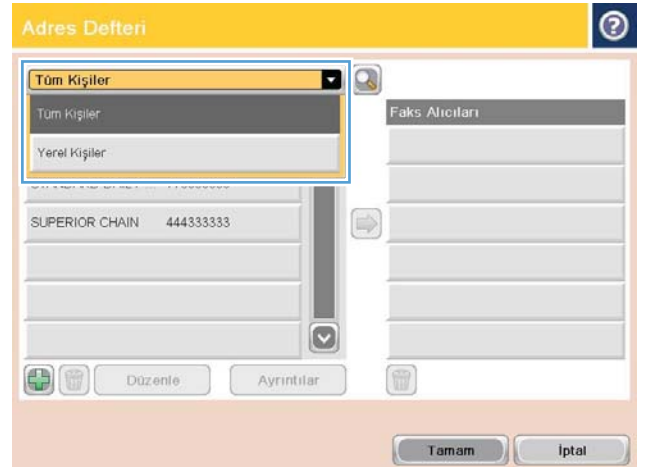 Adres Defteri
Tüm Kişiler
Tüm Kişiler
Yerel Kişiler
SUPERIOR CHAIN 444333333
Faks Alıcıları
Düzenle
Ayrıntılar
Tamam
İptal